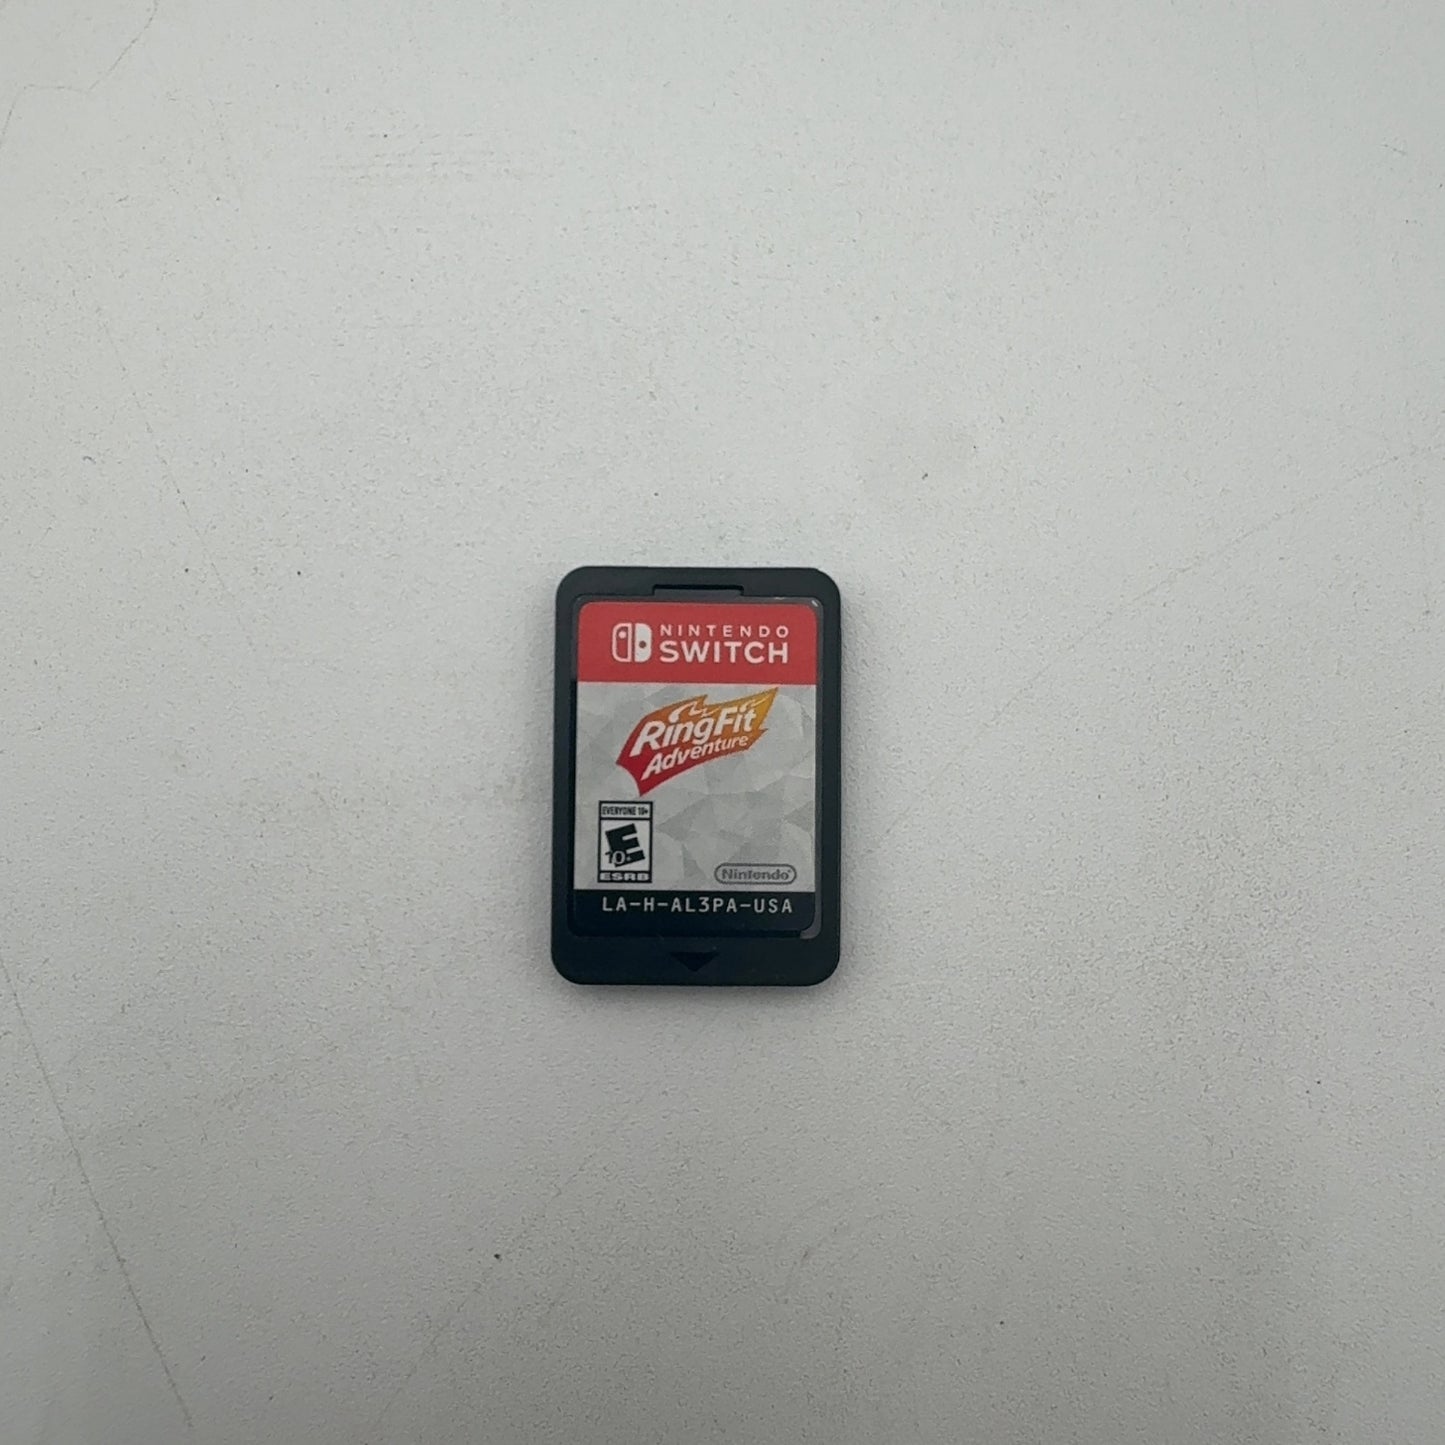 NINTENDO
SWITCH
RingFit
Adventure
EVERYONE 10+
E
10+
ESRB
Nintendo®
LA-H-AL3PA-USA